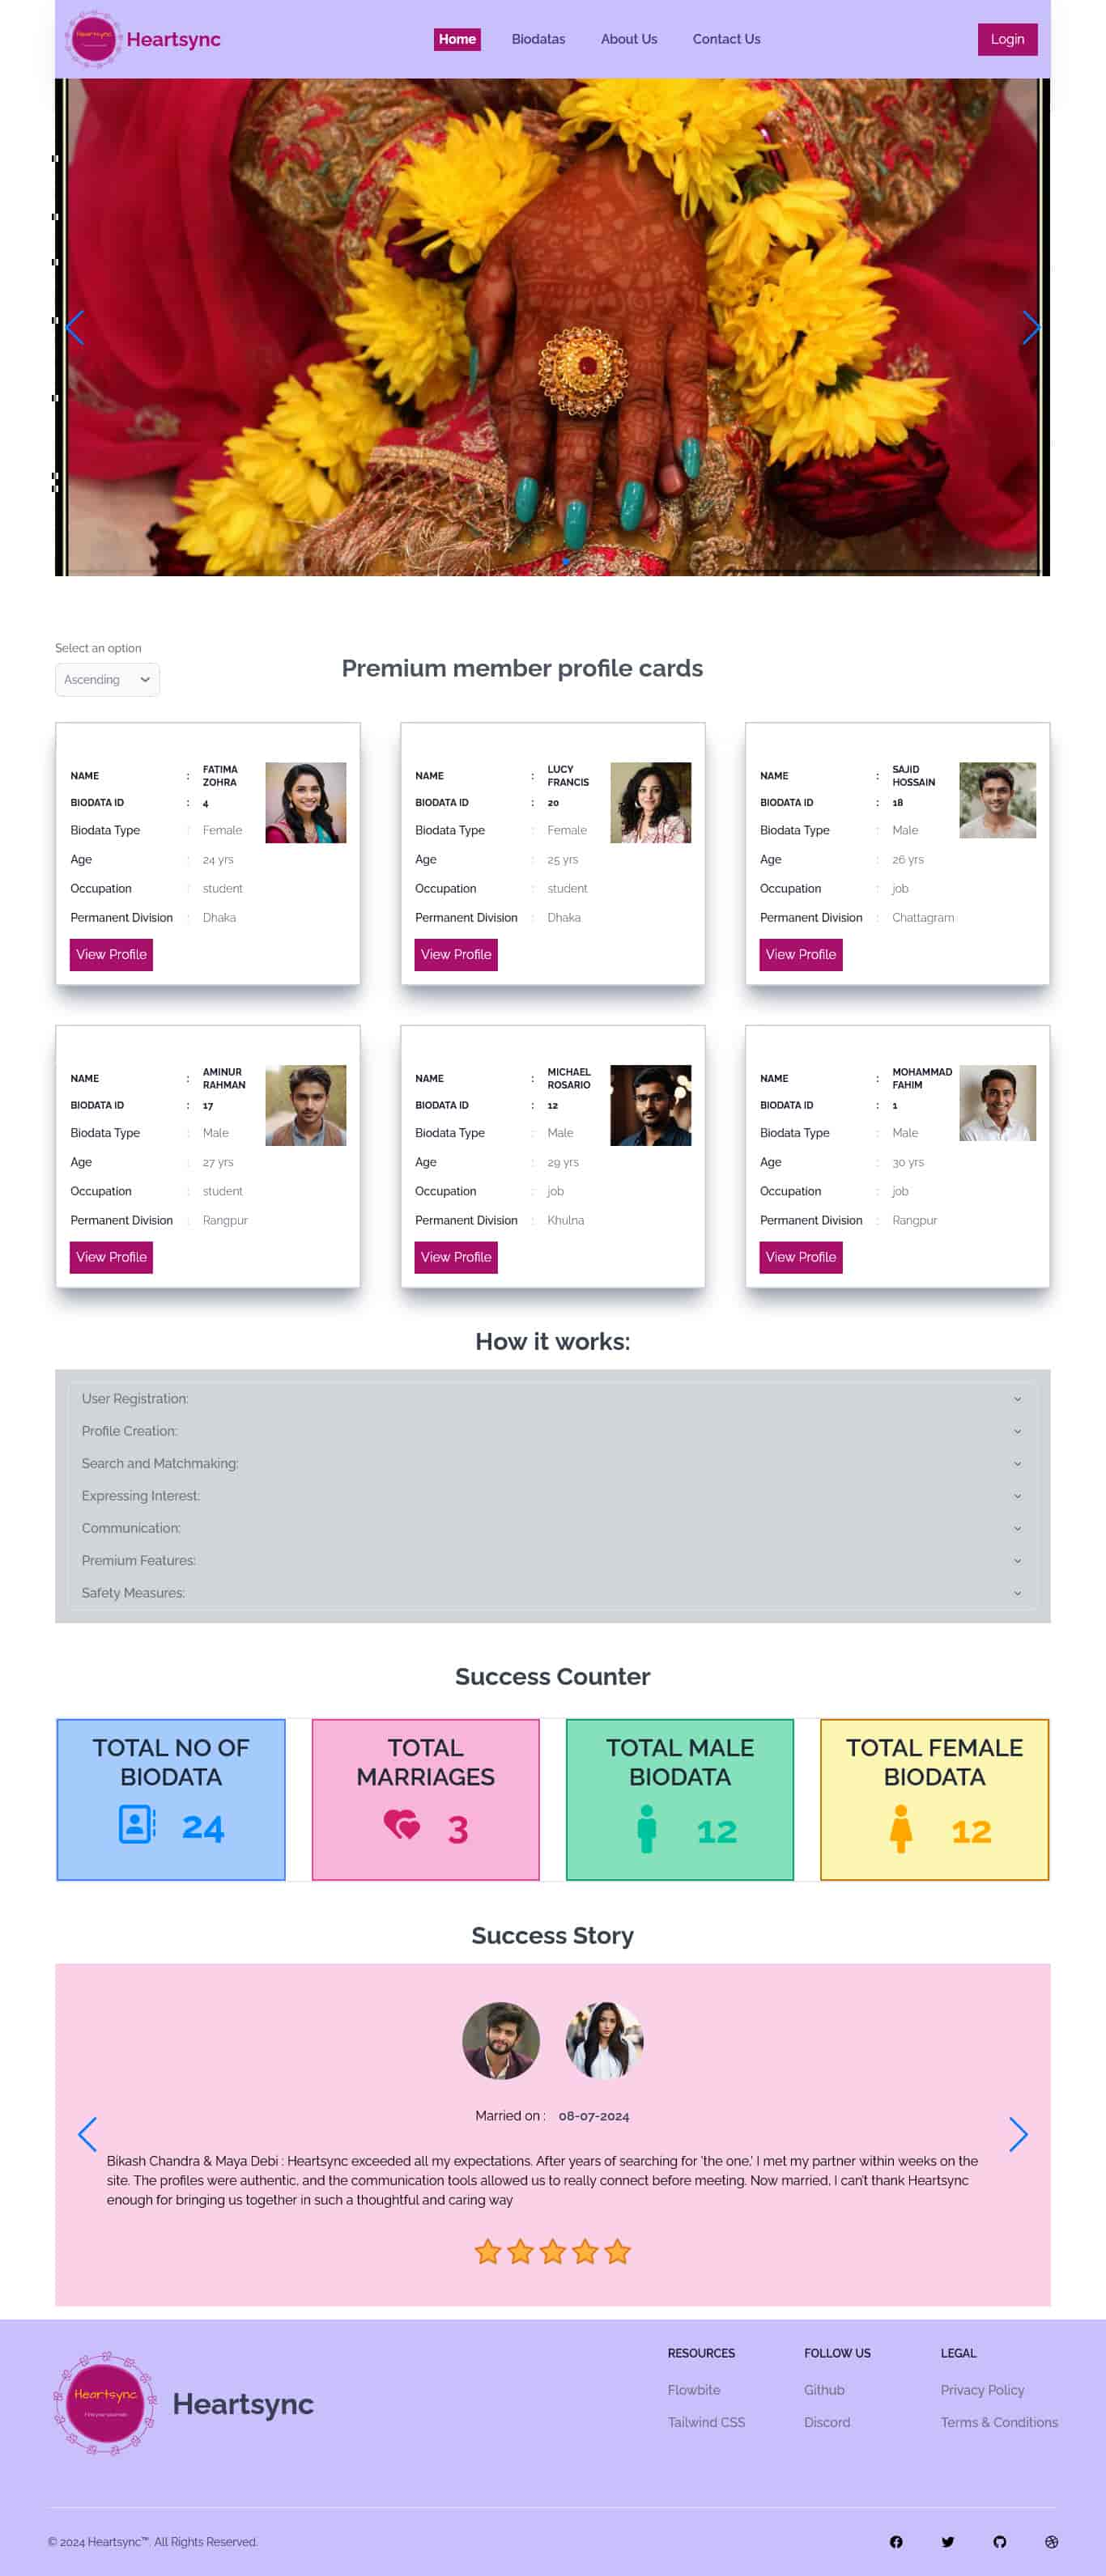 Heartsync
Heartsync
Home
Biodatas
About Us
Contact Us
Login
Select an option
Ascending
Premium member profile cards
NAME : FATIMA
ZOHRA
BIODATA ID : 4
Biodata Type : Female
Age : 24 yrs
Occupation : student
Permanent Division : Dhaka
View Profile
NAME : LUCY
FRANCIS
BIODATA ID : 20
Biodata Type : Female
Age : 25 yrs
Occupation : student
Permanent Division : Dhaka
View Profile
NAME : SAJID
HOSSAIN
BIODATA ID : 18
Biodata Type : Male
Age : 26 yrs
Occupation : job
Permanent Division : Chattagram
View Profile
NAME : AMINUR
RAHMAN
BIODATA ID : 17
Biodata Type : Male
Age : 27 yrs
Occupation : student
Permanent Division : Rangpur
View Profile
NAME : MICHAEL
ROSARIO
BIODATA ID : 12
Biodata Type : Male
Age : 29 yrs
Occupation : job
Permanent Division : Khulna
View Profile
NAME : MOHAMMAD
FAHIM
BIODATA ID : 1
Biodata Type : Male
Age : 30 yrs
Occupation : job
Permanent Division : Rangpur
View Profile
How it works:
User Registration:
Profile Creation:
Search and Matchmaking:
Expressing Interest:
Communication:
Premium Features:
Safety Measures:
Success Counter
TOTAL NO OF
BIODATA
24
TOTAL
MARRIAGES
3
TOTAL MALE
BIODATA
12
TOTAL FEMALE
BIODATA
12
Success Story
Married on : 08-07-2024
Bikash Chandra & Maya Debi : Heartsync exceeded all my expectations. After years of searching for 'the one,' I met my partner within weeks on the
site. The profiles were authentic, and the communication tools allowed us to really connect before meeting. Now married, I can't thank Heartsync
enough for bringing us together in such a thoughtful and caring way
Heartsync
Heartsync
RESOURCES
Flowbite
Tailwind CSS
FOLLOW US
Github
Discord
LEGAL
Privacy Policy
Terms & Conditions
© 2024 Heartsync™. All Rights Reserved.